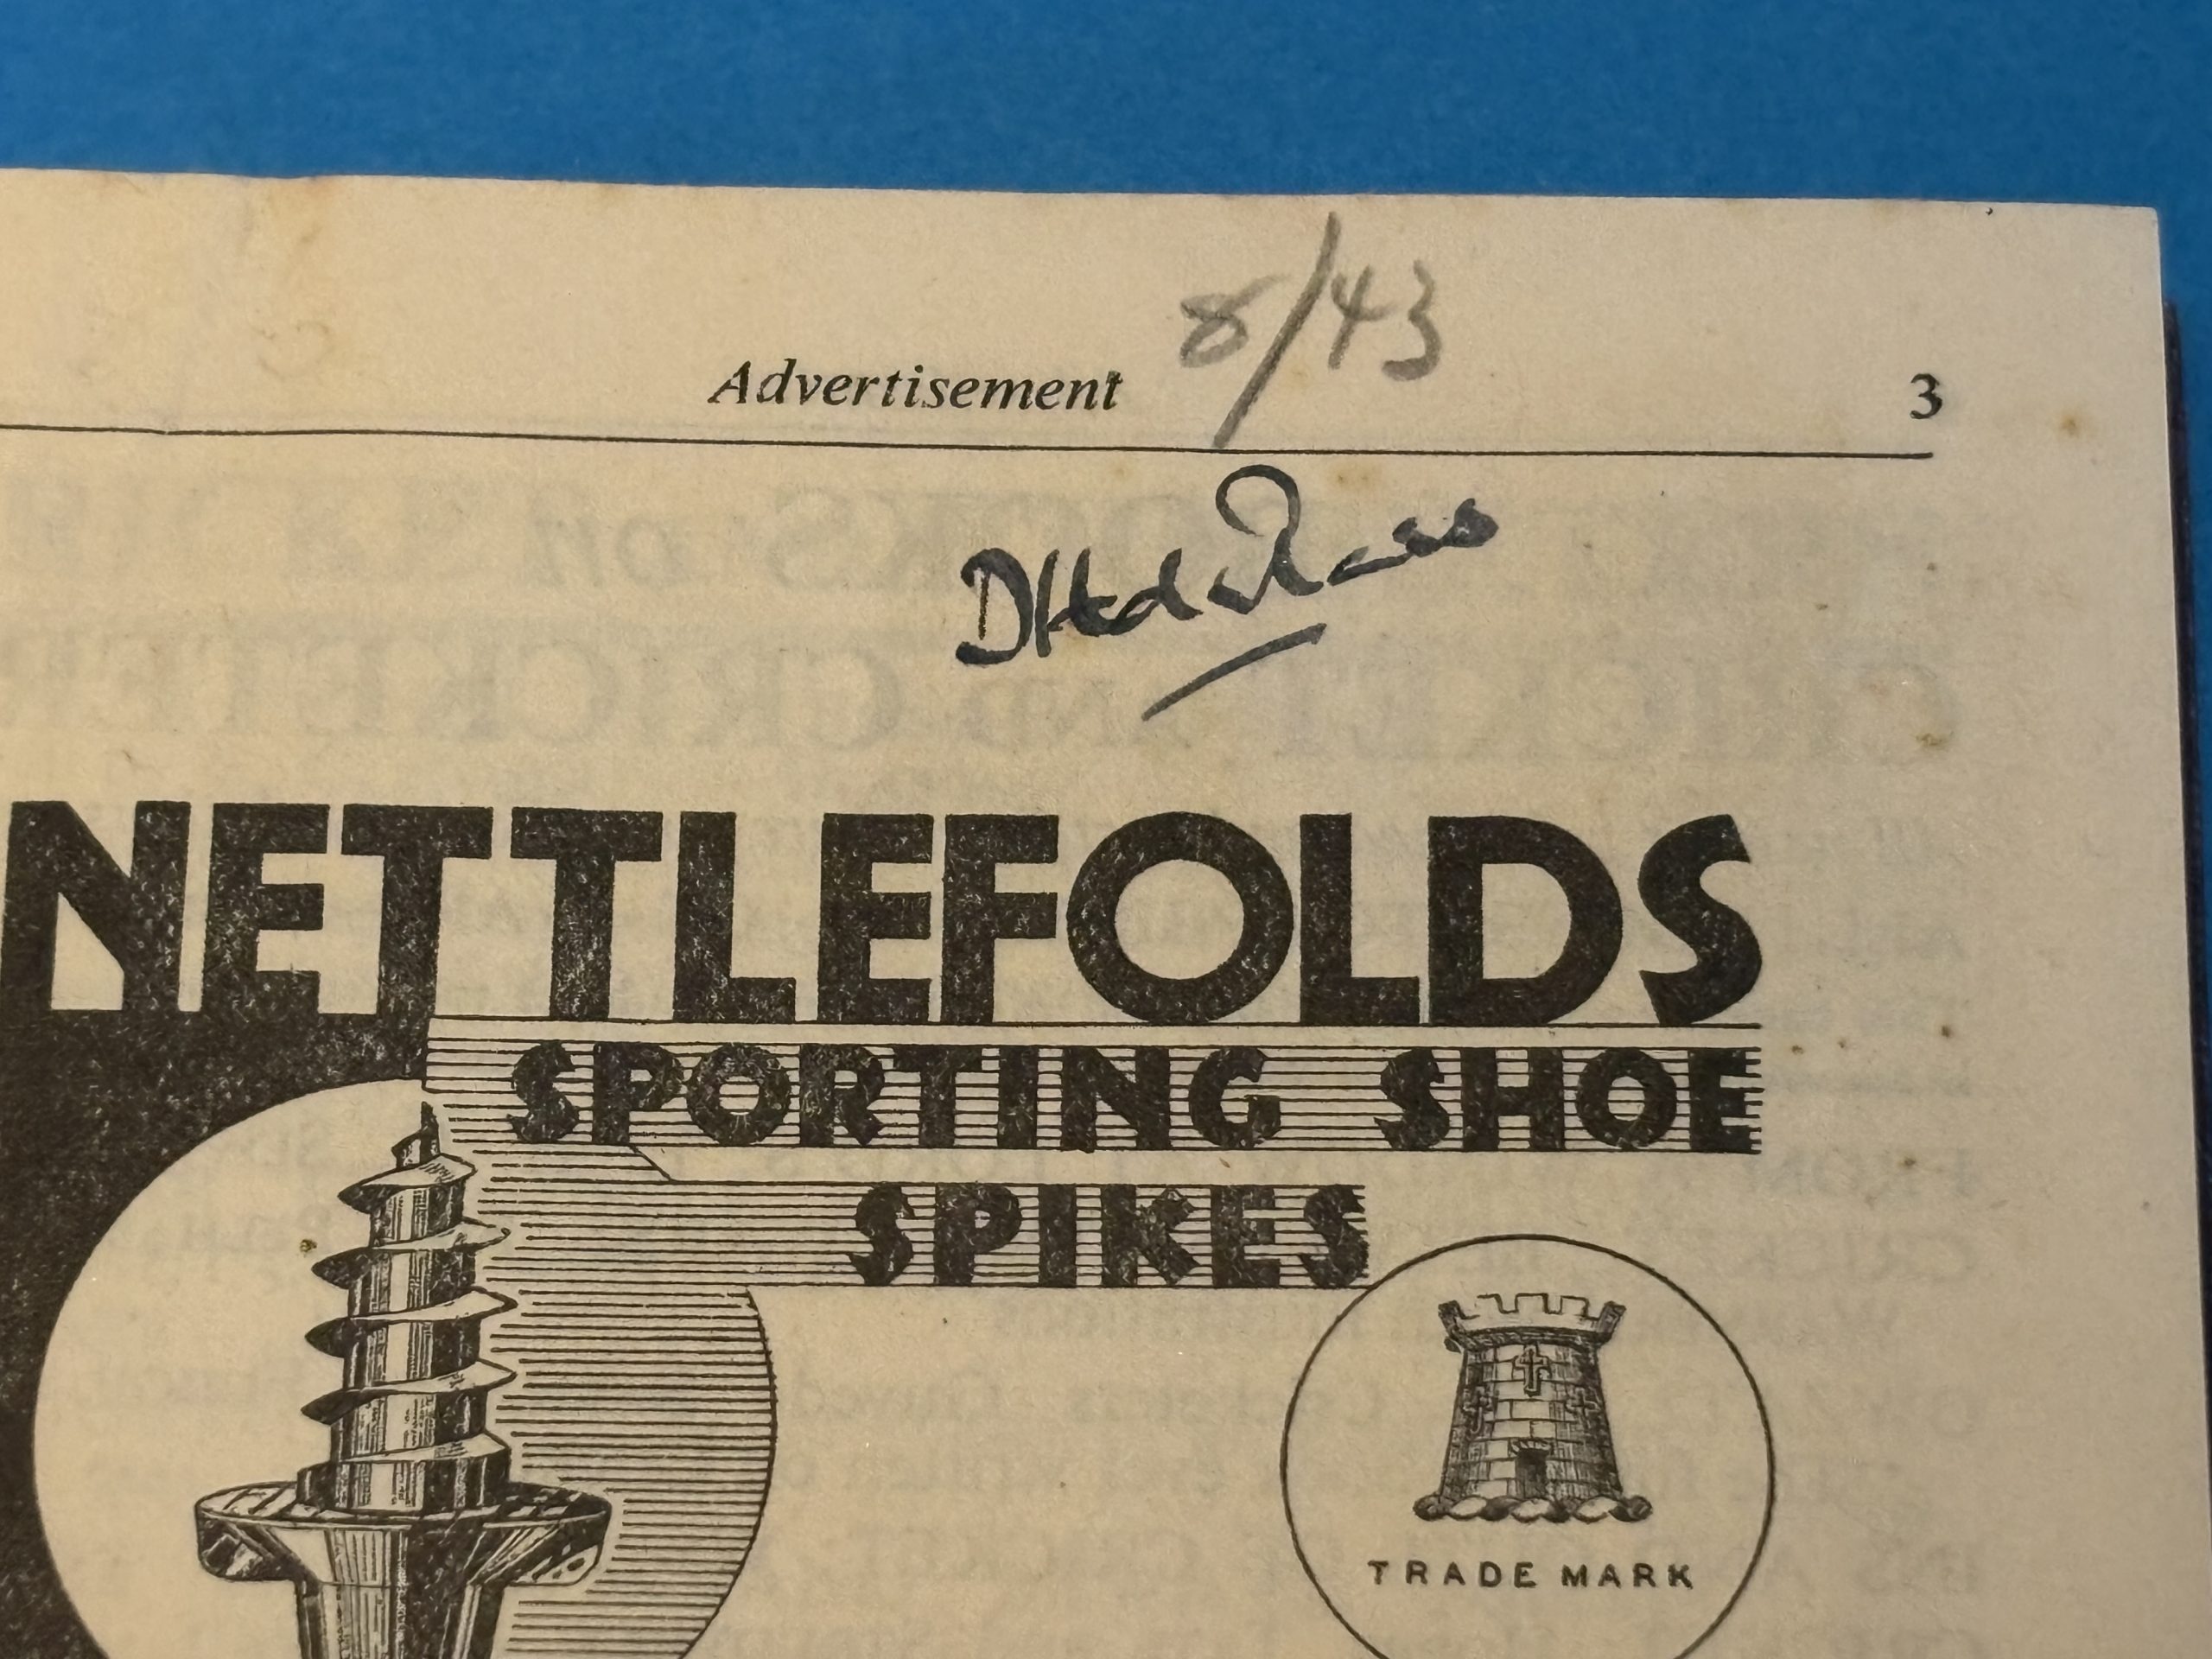 8/43
Advertisement 3
NETTLEFOLDS
SPORTING SHOE
SPIKES
TRADE MARK